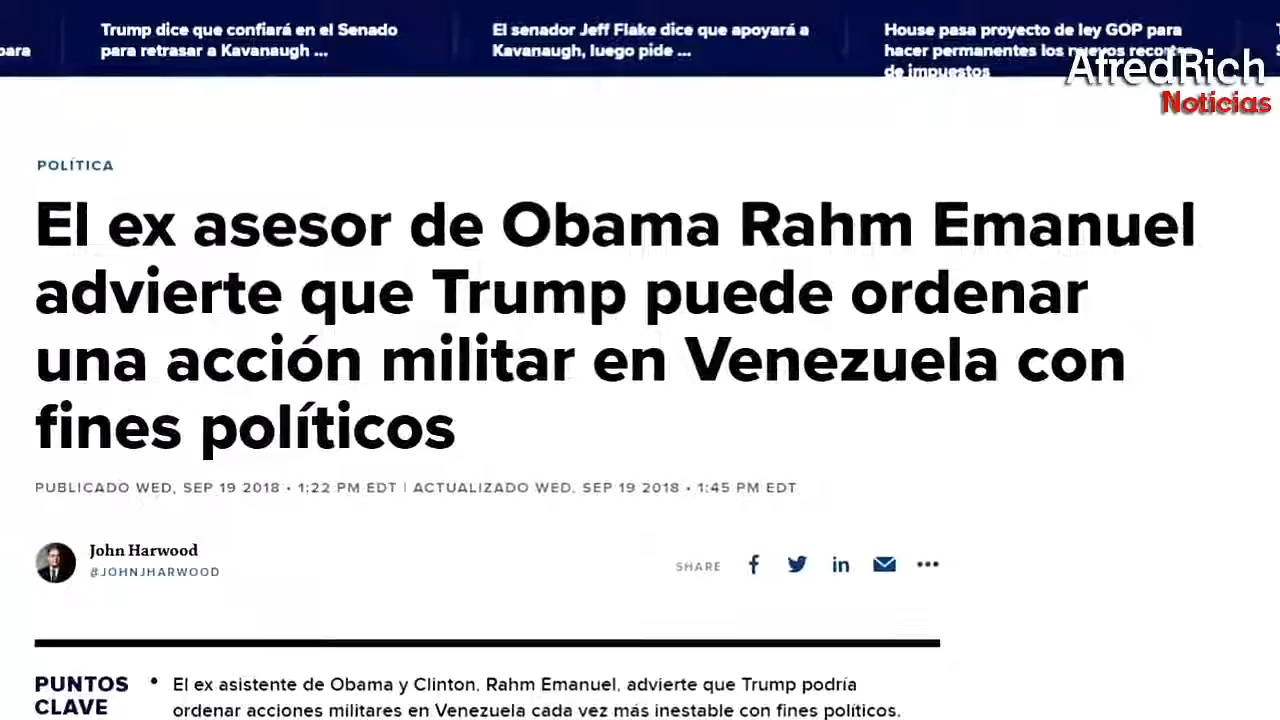 para
Trump dice que confiará en el Senado
para retrasar a Kavanaugh ...
El senador Jeff Flake dice que apoyará a
Kavanaugh, luego pide ...
House pasa proyecto de ley GOP para
hacer permanentes los nuevos recortes
de impuestos
AfredRich
Noticias
POLÍTICA
El ex asesor de Obama Rahm Emanuel
advierte que Trump puede ordenar
una acción militar en Venezuela con
fines políticos
PUBLICADO WED, SEP 19 2018 • 1:22 PM EDT | ACTUALIZADO WED, SEP 19 2018 • 1:45 PM EDT
John Harwood
@JOHNJHARWOOD
SHARE
PUNTOS
CLAVE
• El ex asistente de Obama y Clinton, Rahm Emanuel, advierte que Trump podría
ordenar acciones militares en Venezuela cada vez más inestable con fines políticos.